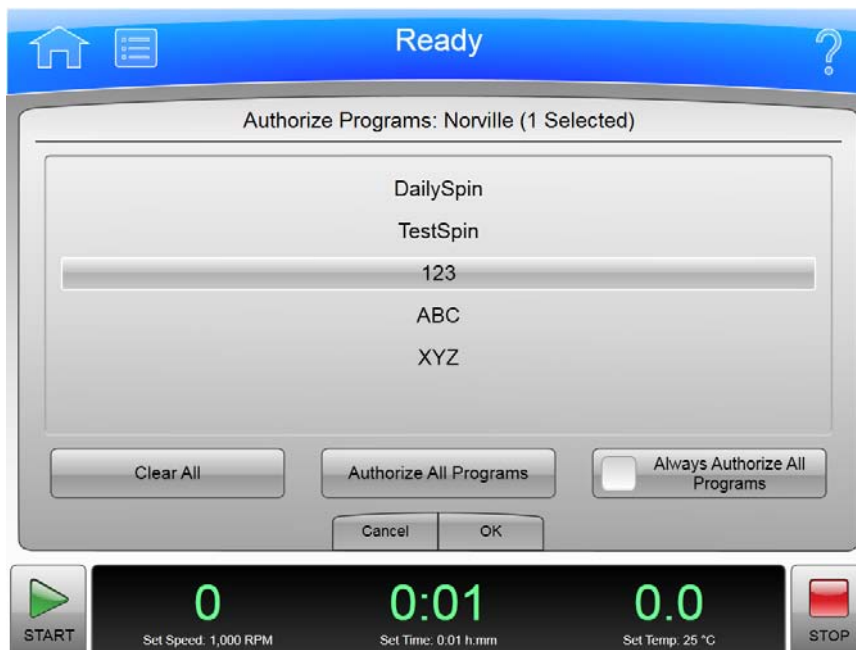 Ready
Authorize Programs: Norville (1 Selected)
DailySpin
TestSpin
123
ABC
XYZ
Clear All
Authorize All Programs
Always Authorize All
Programs
Cancel
OK
START
0
Set Speed: 1,000 RPM
0:01
Set Time: 0:01 h:mm
0.0
Set Temp: 25 °C
STOP